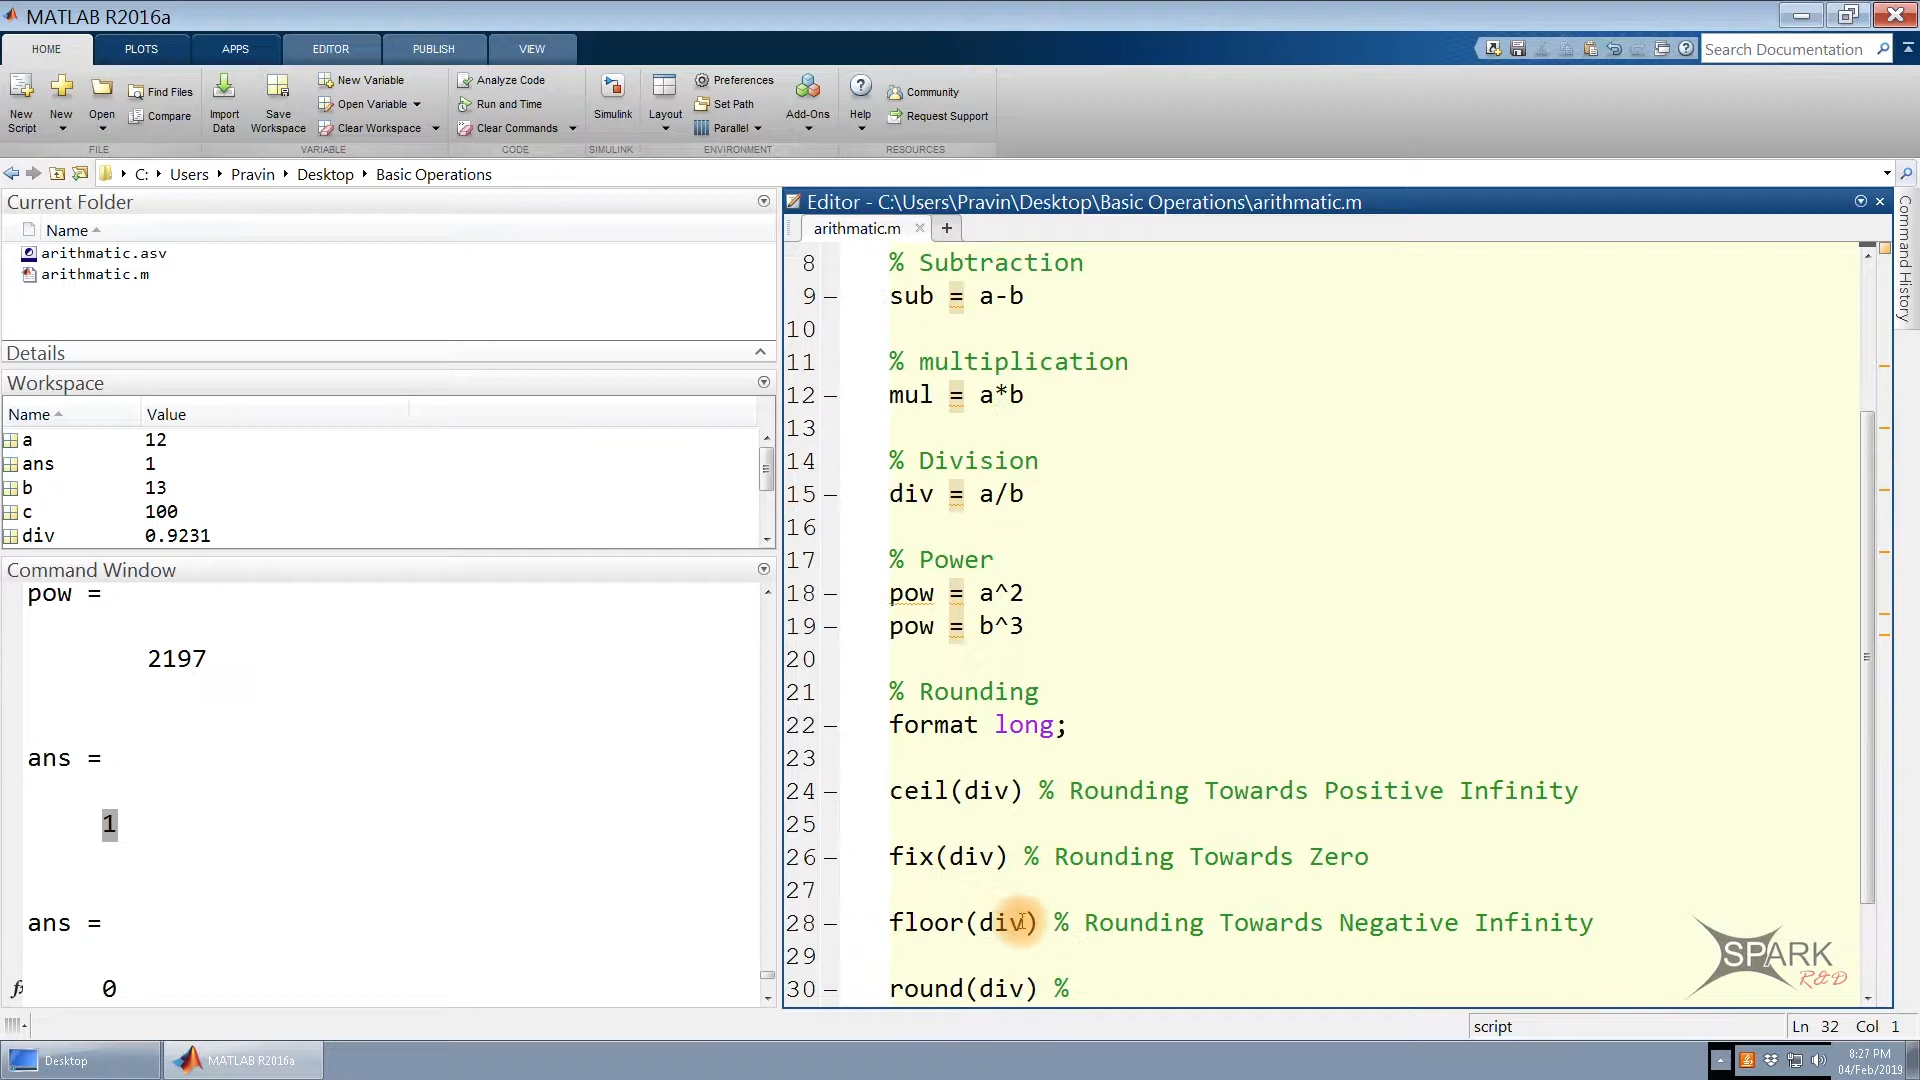 MATLAB R2016a
HOME PLOTS APPS EDITOR PUBLISH VIEW
Search Documentation
New Script
New
Open
Find Files
Compare
FILE
Import Data
Save Workspace
New Variable
Open Variable
Clear Workspace
VARIABLE
Analyze Code
Run and Time
Clear Commands
CODE
Simulink
SIMULINK
Layout
Preferences
Set Path
Parallel
Add-Ons
ENVIRONMENT
Help
Community
Request Support
RESOURCES
C: Users Pravin Desktop Basic Operations
Current Folder
Name
arithmatic.asv
arithmatic.m
Details
Workspace
Name Value
a 12
ans 1
b 13
c 100
div 0.9231
Command Window
pow =
2197
ans =
1
ans =
fx 0
Editor - C:\Users\Pravin\Desktop\Basic Operations\arithmatic.m
arithmatic.m
8 % Subtraction
9 sub = a-b
10
11 % multiplication
12 mul = a*b
13
14 % Division
15 div = a/b
16
17 % Power
18 pow = a^2
19 pow = b^3
20
21 % Rounding
22 format long;
23
24 ceil(div) % Rounding Towards Positive Infinity
25
26 fix(div) % Rounding Towards Zero
27
28 floor(div) % Rounding Towards Negative Infinity
29
30 round(div) %
Command History
SPARK
R&D
script Ln 32 Col 1
Desktop MATLAB R2016a
8:27 PM
04/Feb/2019